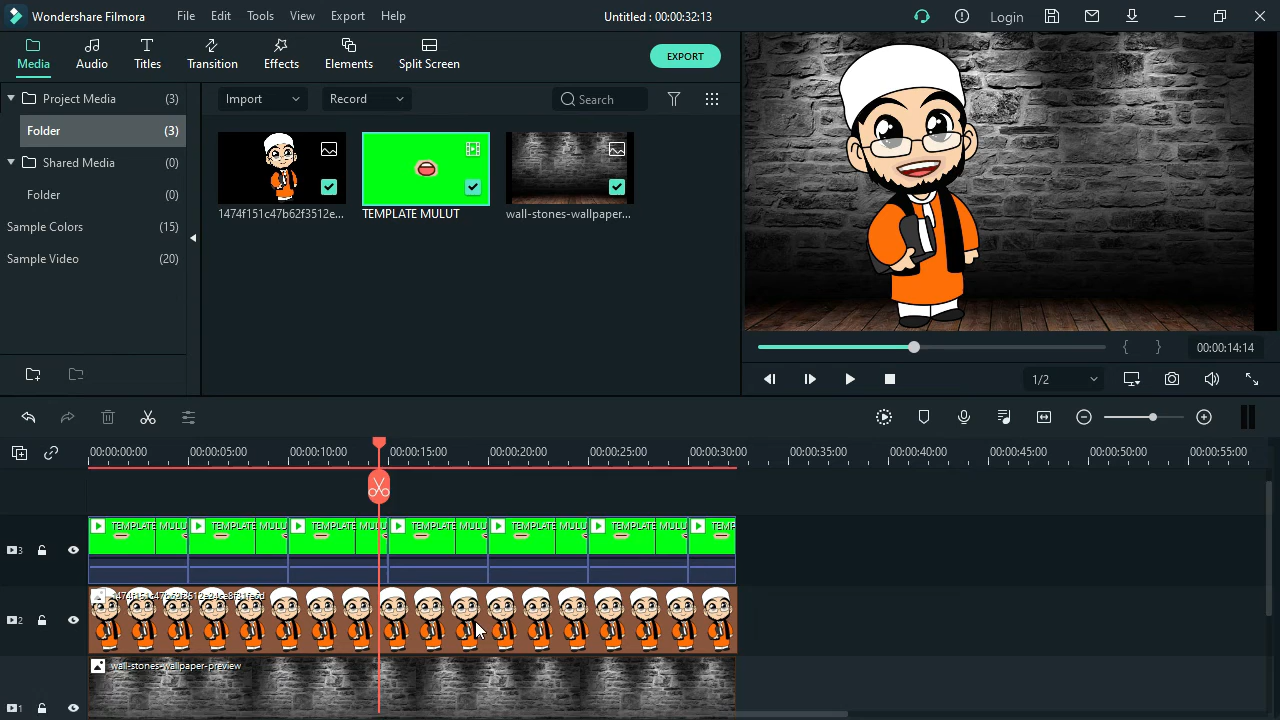 Wondershare Filmora File Edit Tools View Export Help Untitled : 00:00:32:13 Login
Media Audio Titles Transition Effects Elements Split Screen EXPORT
Project Media (3) Import Record Search
Folder (3)
Shared Media (0)
Folder (0)
Sample Colors (15)
Sample Video (20)
1474f151c47b62f3512e... TEMPLATE MULUT wall-stones-wallpaper...
{ } 00:00:14:14
1/2
00:00:00:00 00:00:05:00 00:00:10:00 00:00:15:00 00:00:20:00 00:00:25:00 00:00:30:00 00:00:35:00 00:00:40:00 00:00:45:00 00:00:50:00 00:00:55:00
3 TEMPLATE MULU TEMPLATE MULU TEMPLATE MULU TEMPLATE MULU TEMPLATE MULU TEMPLATE MULU TEMP
2
wall-stones-wallpaper-preview
1